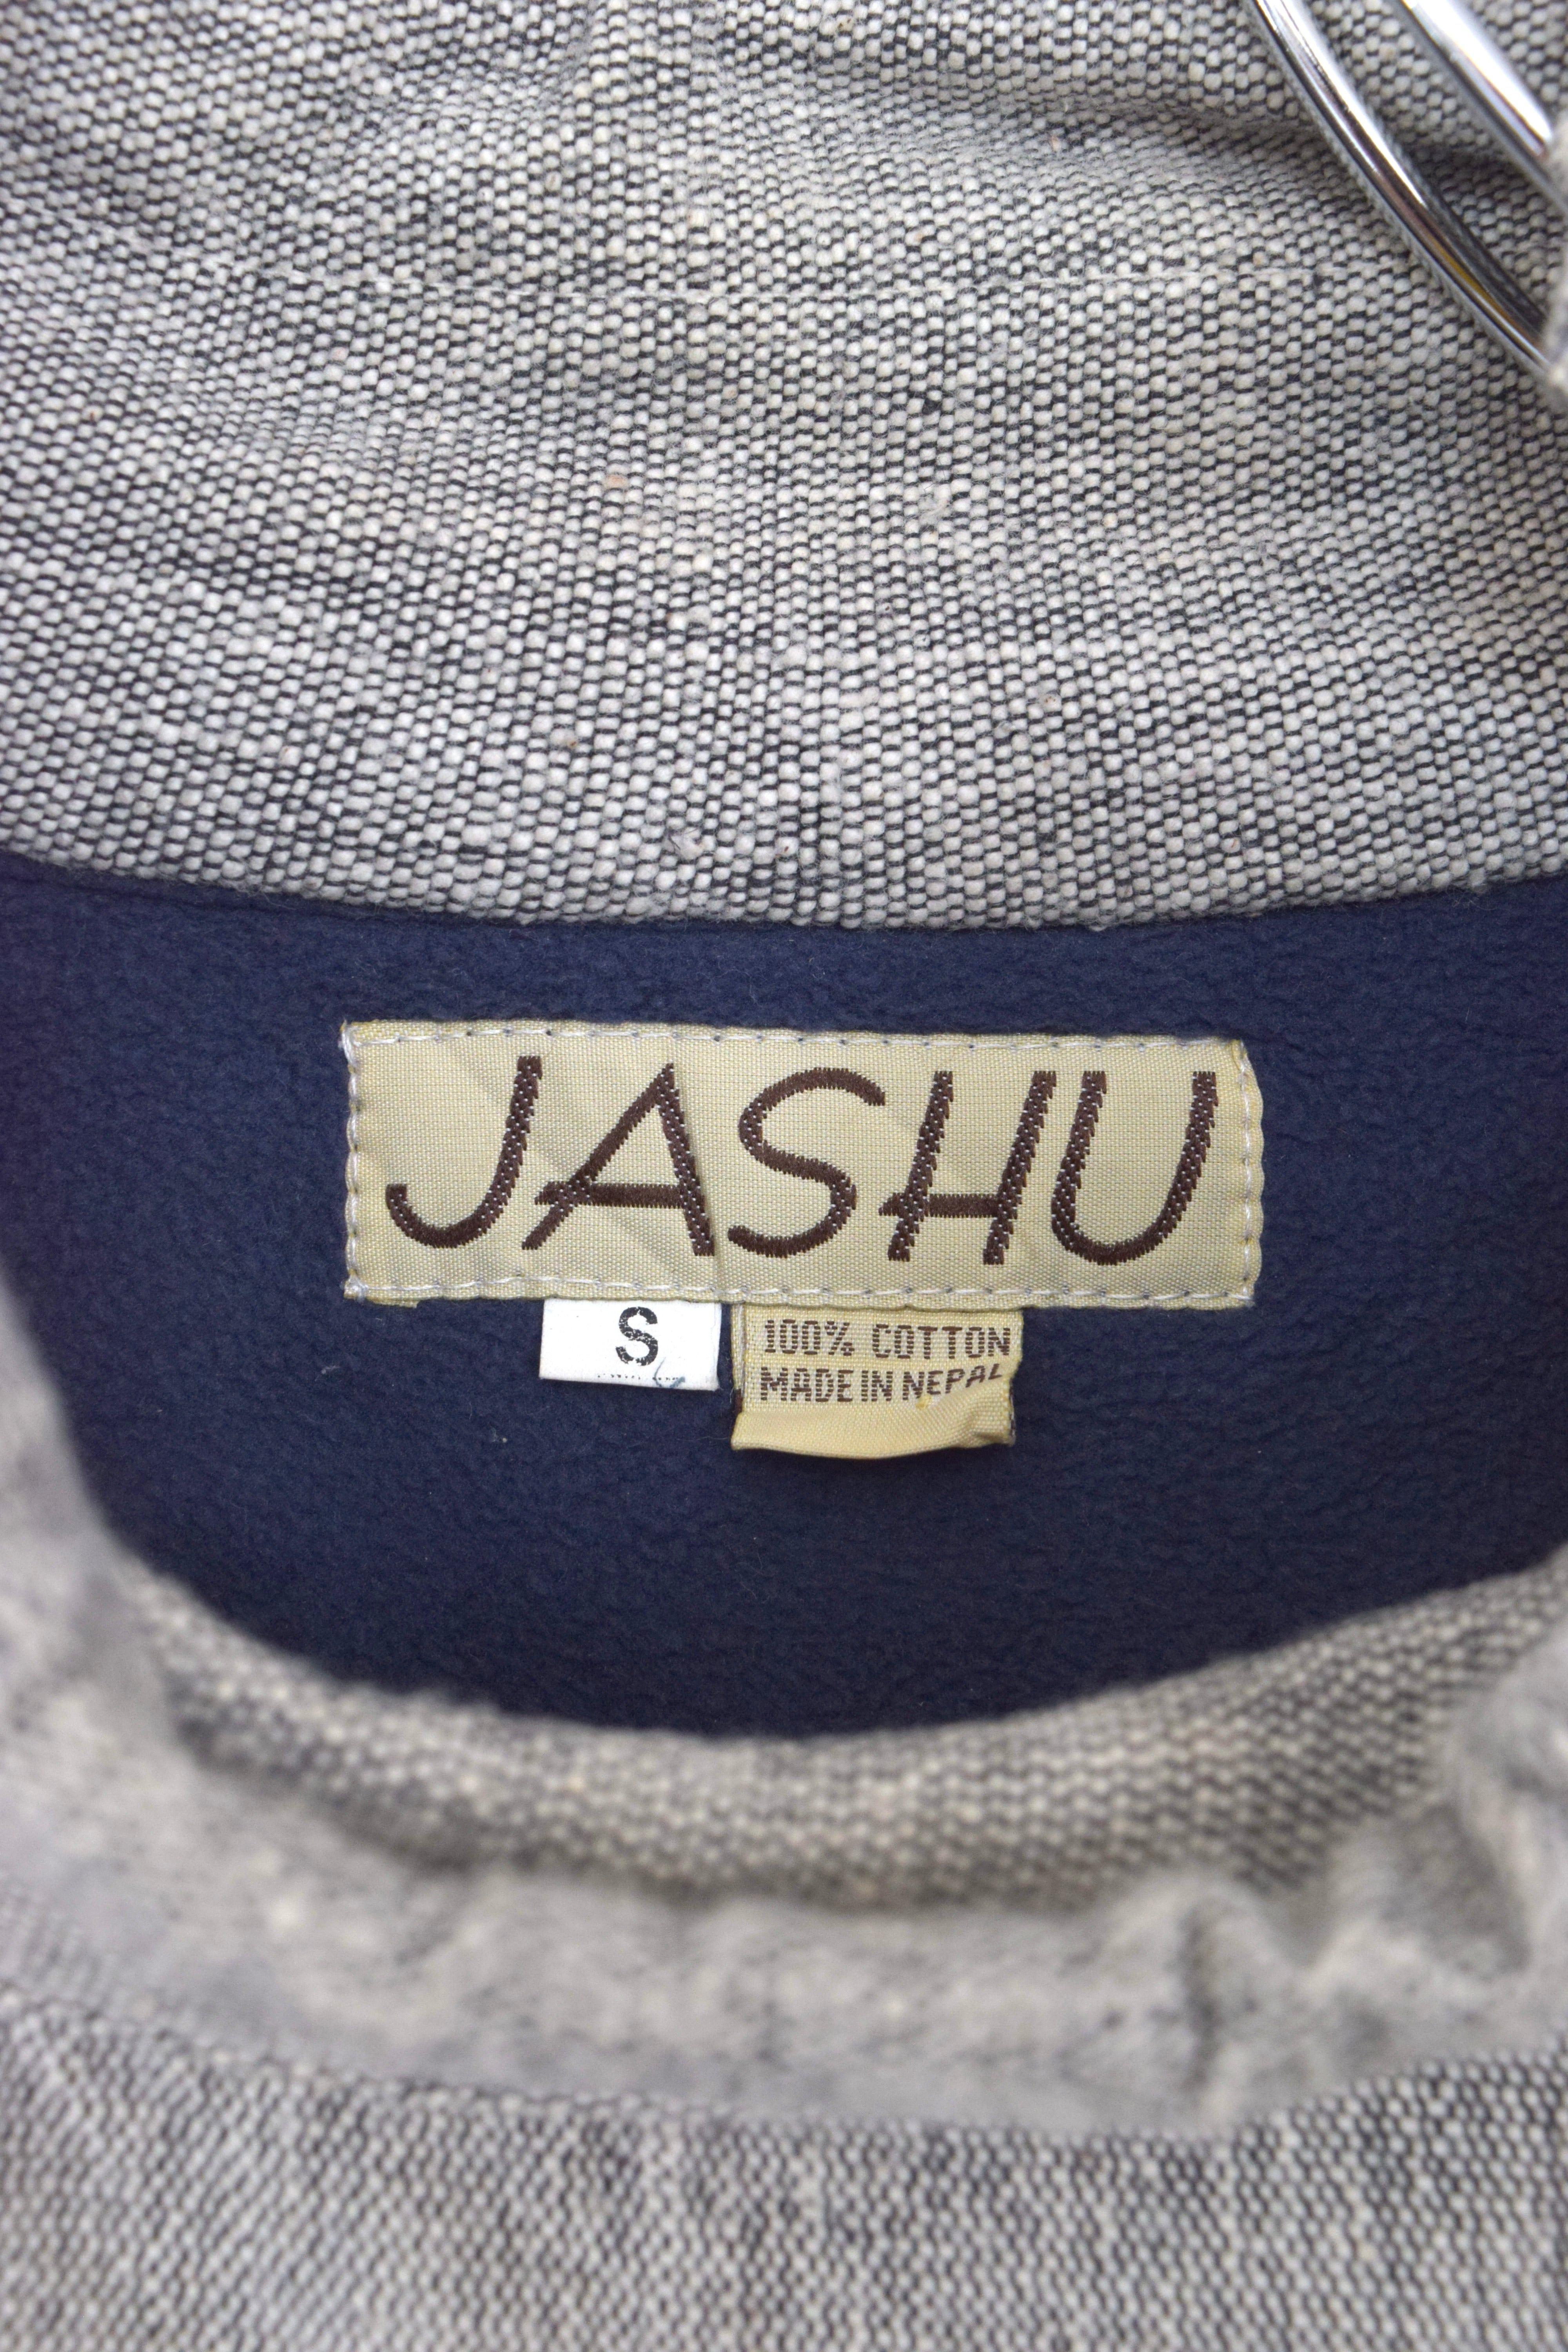 JASHU
S
100% COTTON
MADE IN NEPAL